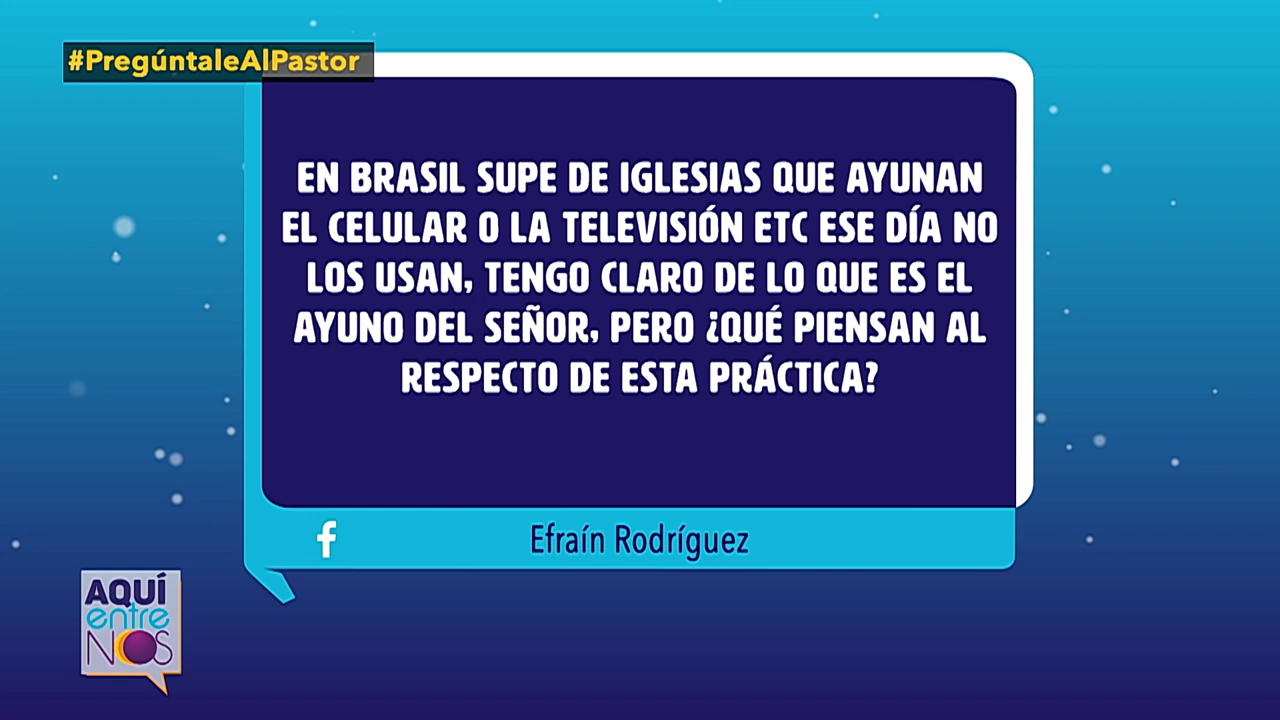 #PregúntaleAlPastor
EN BRASIL SUPE DE IGLESIAS QUE AYUNAN
EL CELULAR O LA TELEVISIÓN ETC ESE DÍA NO
LOS USAN, TENGO CLARO DE LO QUE ES EL
AYUNO DEL SEÑOR, PERO ¿QUÉ PIENSAN AL
RESPECTO DE ESTA PRÁCTICA?
f
Efraín Rodríguez
AQUÍ
entre
NOS